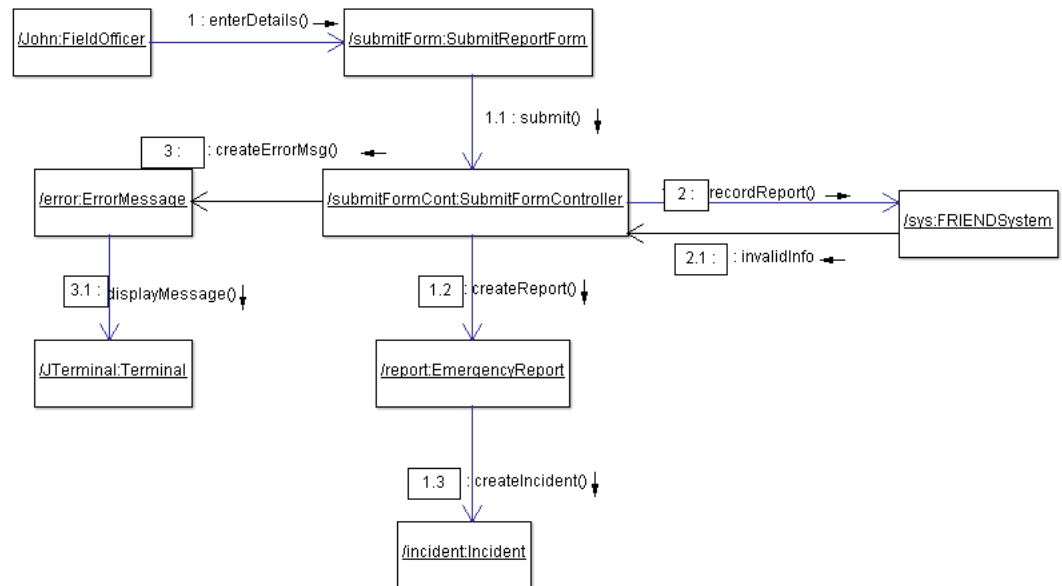 1 : enterDetails()
/John:FieldOfficer
/submitForm:SubmitReportForm
1.1 : submit()
3 : : createErrorMsg()
/error:ErrorMessage
/submitFormCont:SubmitFormController
2 : recordReport()
/sys:FRIENDSystem
2.1 : : invalidInfo
3.1 : displayMessage()
1.2 : createReport()
/JTerminal:Terminal
/report:EmergencyReport
1.3 : createIncident()
/incident:Incident